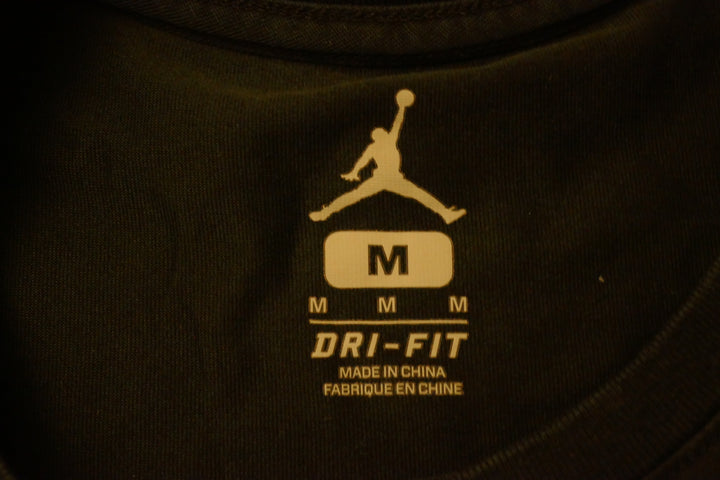 M
M M M
DRI-FIT
MADE IN CHINA
FABRIQUE EN CHINE